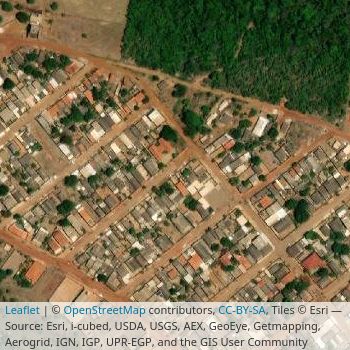 Leaflet | © OpenStreetMap contributors, CC-BY-SA, Tiles © Esri —
Source: Esri, i-cubed, USDA, USGS, AEX, GeoEye, Getmapping,
Aerogrid, IGN, IGP, UPR-EGP, and the GIS User Community